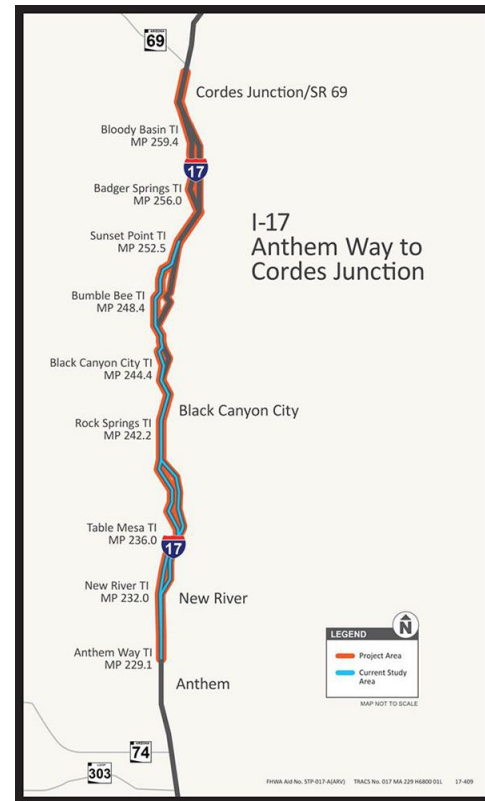 ARIZONA
69
Cordes Junction/SR 69
Bloody Basin TI
MP 259.4
17
Badger Springs TI
MP 256.0
I-17
Anthem Way to
Cordes Junction
Sunset Point TI
MP 252.5
Bumble Bee TI
MP 248.4
Black Canyon City TI
MP 244.4
Black Canyon City
Rock Springs TI
MP 242.2
Table Mesa TI
MP 236.0
17
New River TI
MP 232.0
New River
Anthem Way TI
MP 229.1
Anthem
N
LEGEND
Project Area
Current Study
Area
MAP NOT TO SCALE
ARIZONA
74
LOOP
303
FHWA Aid No. STP-017-A(ARV) TRACS No. 017 MA 229 H6800 01L 17-409